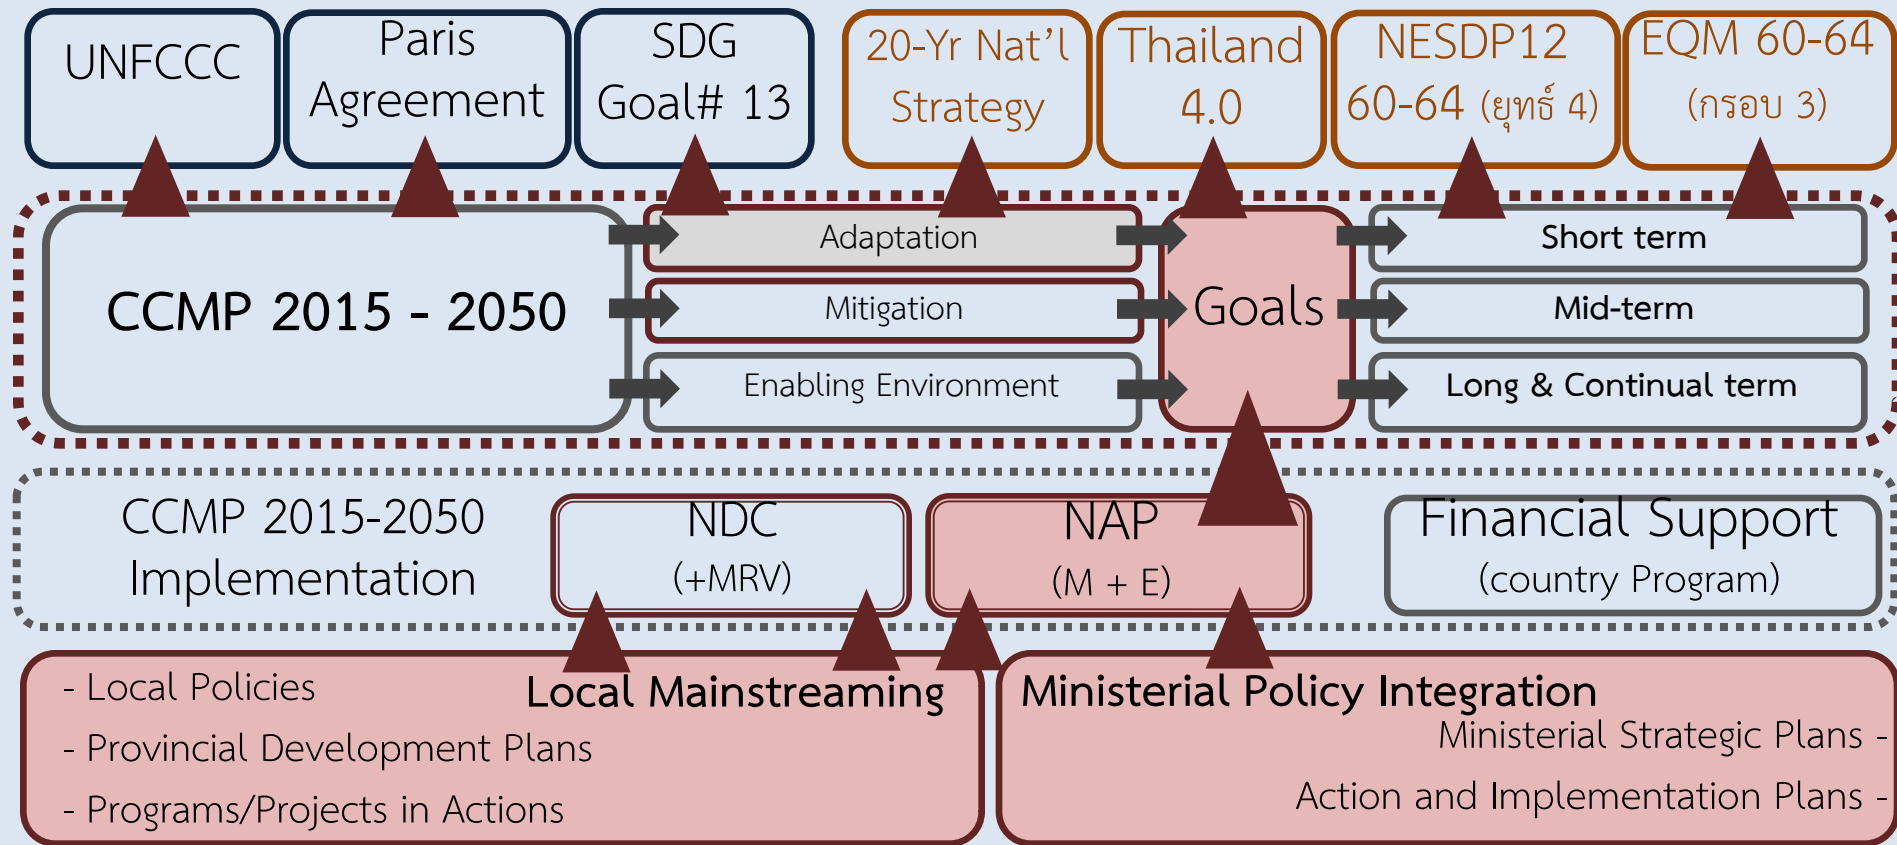 UNFCCC
Paris
Agreement
SDG
Goal# 13
20-Yr Nat’l
Strategy
Thailand
4.0
NESDP12
60-64 (ยุทธ์ 4)
EQM 60-64
(กรอบ 3)
CCMP 2015 - 2050
Adaptation
Mitigation
Enabling Environment
Goals
Short term
Mid-term
Long & Continual term
CCMP 2015-2050
Implementation
NDC
(+MRV)
NAP
(M + E)
Financial Support
(country Program)
Local Mainstreaming
- Local Policies
- Provincial Development Plans
- Programs/Projects in Actions
Ministerial Policy Integration
Ministerial Strategic Plans -
Action and Implementation Plans -